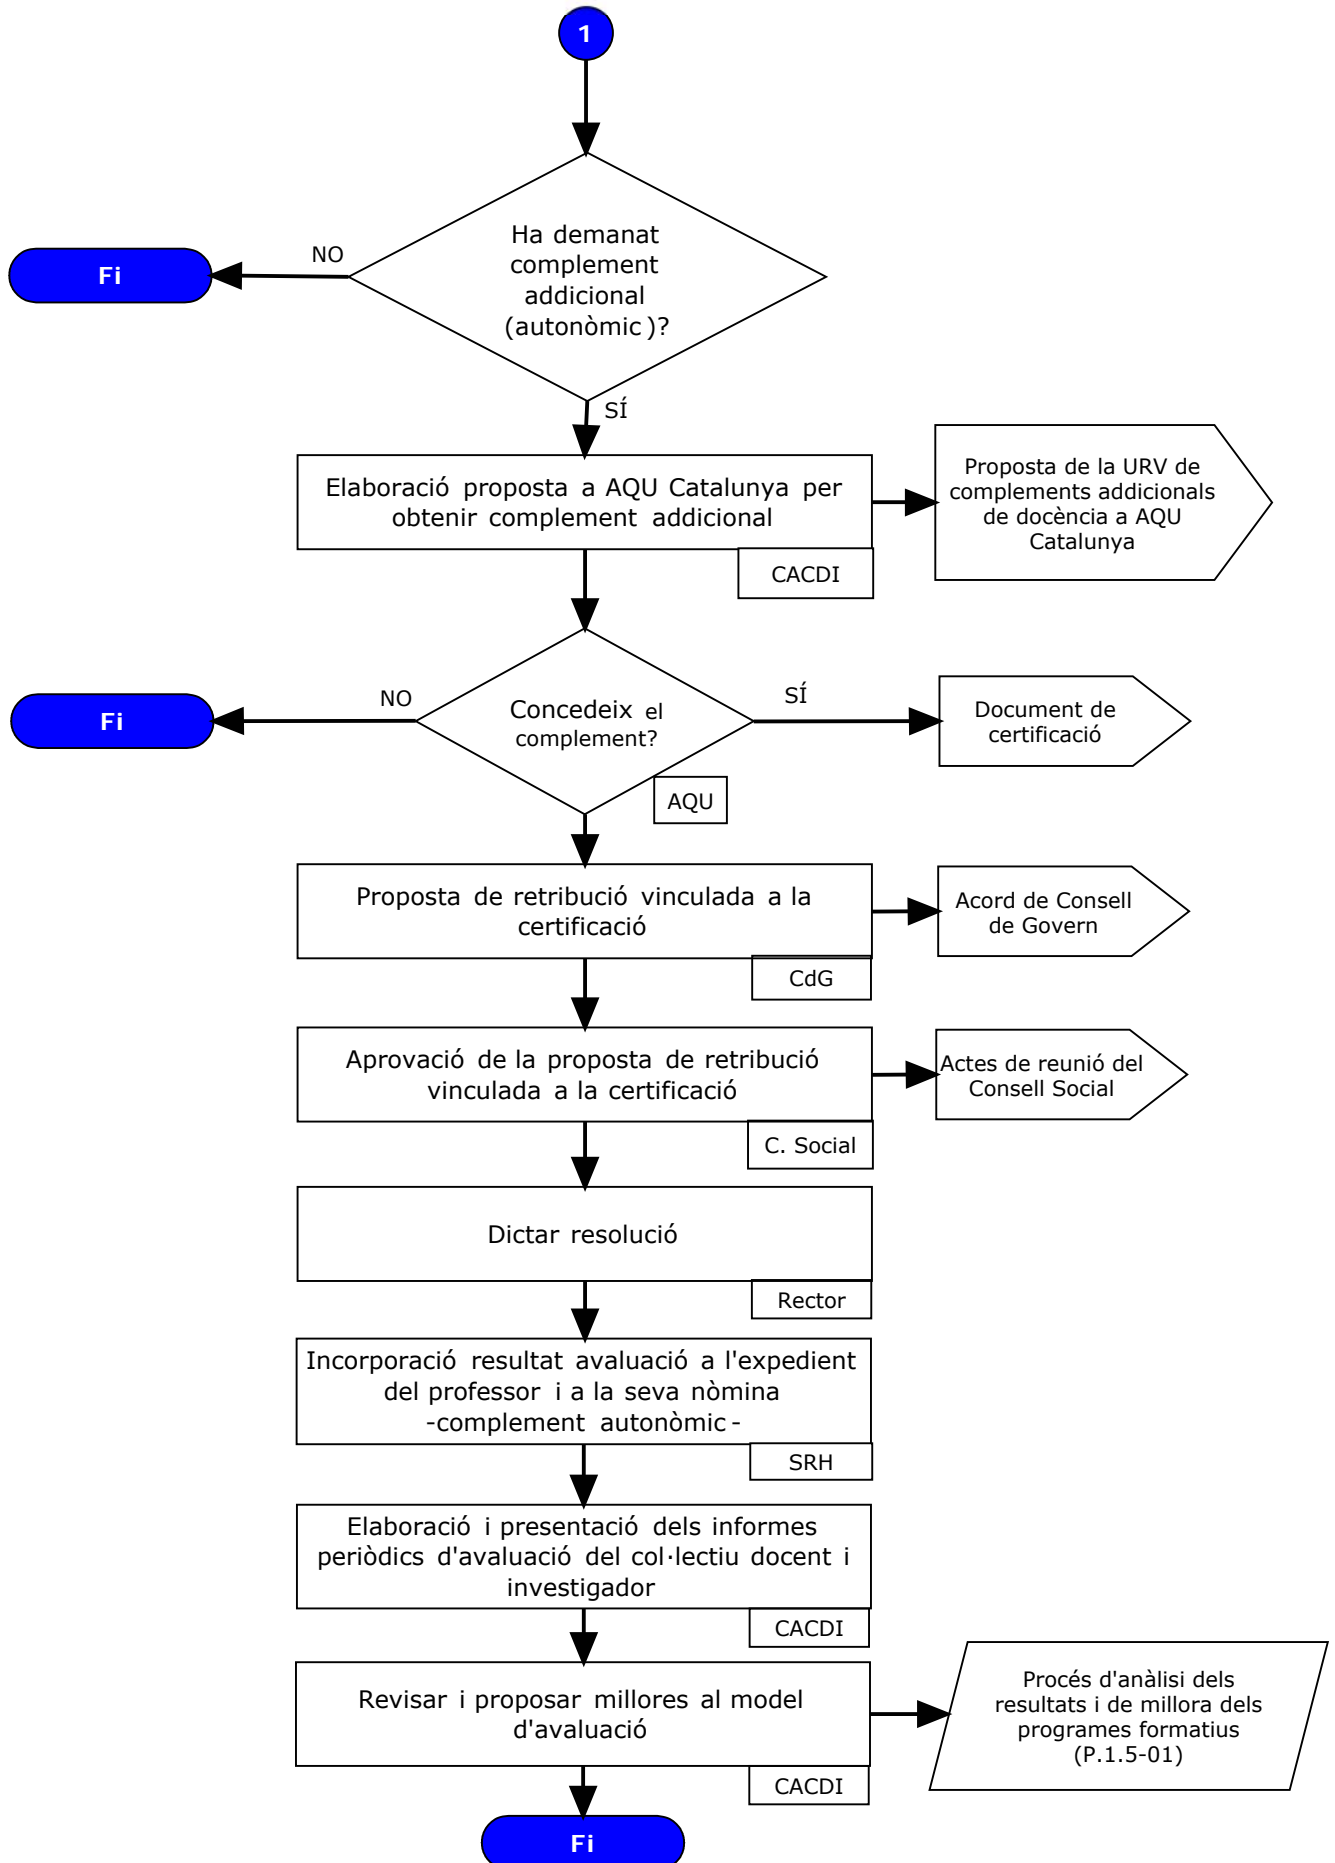 1
Ha demanat
complement
addicional
(autonòmic)?
NO
Fi
SÍ
Elaboració proposta a AQU Catalunya per
obtenir complement addicional
CACDI
Proposta de la URV de
complements addicionals
de docència a AQU
Catalunya
Concedeix el
complement?
NO
Fi
SÍ
Document de
certificació
AQU
Proposta de retribució vinculada a la
certificació
CdG
Acord de Consell
de Govern
Aprovació de la proposta de retribució
vinculada a la certificació
C. Social
Actes de reunió del
Consell Social
Dictar resolució
Rector
Incorporació resultat avaluació a l'expedient
del professor i a la seva nòmina
-complement autonòmic-
SRH
Elaboració i presentació dels informes
periòdics d'avaluació del col·lectiu docent i
investigador
CACDI
Revisar i proposar millores al model
d'avaluació
CACDI
Procés d'anàlisi dels
resultats i de millora dels
programes formatius
(P.1.5-01)
Fi